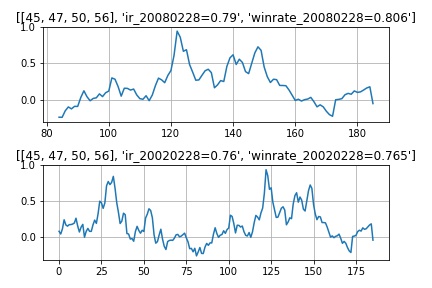 [[45, 47, 50, 56], 'ir_20080228=0.79', 'winrate_20080228=0.806']
1.0
0.5
0.0
80 100 120 140 160 180
[[45, 47, 50, 56], 'ir_20020228=0.76', 'winrate_20020228=0.765']
1.0
0.5
0.0
0 25 50 75 100 125 150 175